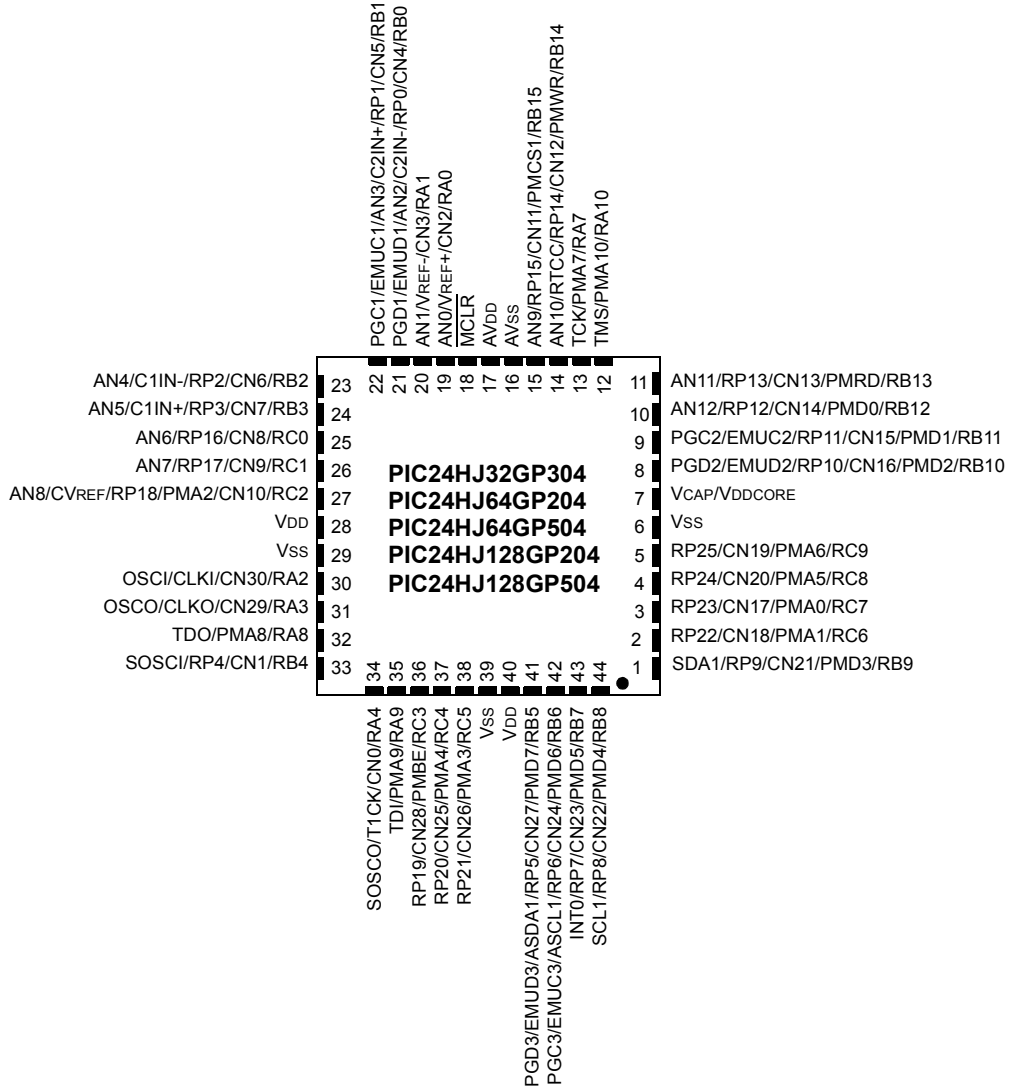 PGC1/EMUC1/AN3/C2IN+/RP1/CN5/RB1
PGD1/EMUD1/AN2/C2IN-/RP0/CN4/RB0
AN1/VREF-/CN3/RA1
AN0/VREF+/CN2/RA0
MCLR
AVDD
AVSS
AN9/RP15/CN11/PMCS1/RB15
AN10/RTCC/RP14/CN12/PMWR/RB14
TCK/PMA7/RA7
TMS/PMA10/RA10
22 21 20 19 18 17 16 15 14 13 12
AN4/C1IN-/RP2/CN6/RB2 23
AN5/C1IN+/RP3/CN7/RB3 24
AN6/RP16/CN8/RC0 25
AN7/RP17/CN9/RC1 26
AN8/CVREF/RP18/PMA2/CN10/RC2 27
VDD 28
VSS 29
OSCI/CLKI/CN30/RA2 30
OSCO/CLKO/CN29/RA3 31
TDO/PMA8/RA8 32
SOSCI/RP4/CN1/RB4 33
PIC24HJ32GP304
PIC24HJ64GP204
PIC24HJ64GP504
PIC24HJ128GP204
PIC24HJ128GP504
11 AN11/RP13/CN13/PMRD/RB13
10 AN12/RP12/CN14/PMD0/RB12
9 PGC2/EMUC2/RP11/CN15/PMD1/RB11
8 PGD2/EMUD2/RP10/CN16/PMD2/RB10
7 VCAP/VDDCORE
6 VSS
5 RP25/CN19/PMA6/RC9
4 RP24/CN20/PMA5/RC8
3 RP23/CN17/PMA0/RC7
2 RP22/CN18/PMA1/RC6
1 SDA1/RP9/CN21/PMD3/RB9
34 35 36 37 38 39 40 41 42 43 44
SOSCO/T1CK/CN0/RA4
TDI/PMA9/RA9
RP19/CN28/PMBE/RC3
RP20/CN25/PMA4/RC4
RP21/CN26/PMA3/RC5
VSS
VDD
PGD3/EMUD3/ASDA1/RP5/CN27/PMD7/RB5
PGC3/EMUC3/ASCL1/RP6/CN24/PMD6/RB6
INT0/RP7/CN23/PMD5/RB7
SCL1/RP8/CN22/PMD4/RB8